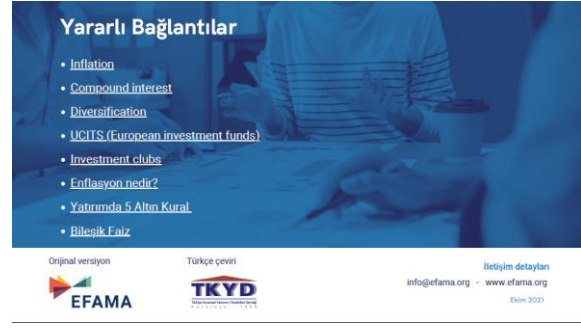 Yararlı Bağlantılar
• Inflation
• Compound interest
• Diversification
• UCITS (European investment funds)
• Investment clubs
• Enflasyon nedir?
• Yatırımda 5 Altın Kural
• Bileşik Faiz
Orijinal versiyon
Türkçe çeviri
EFAMA
TKYD
İletişim detayları
info@efama.org - www.efama.org
Ekim 2021